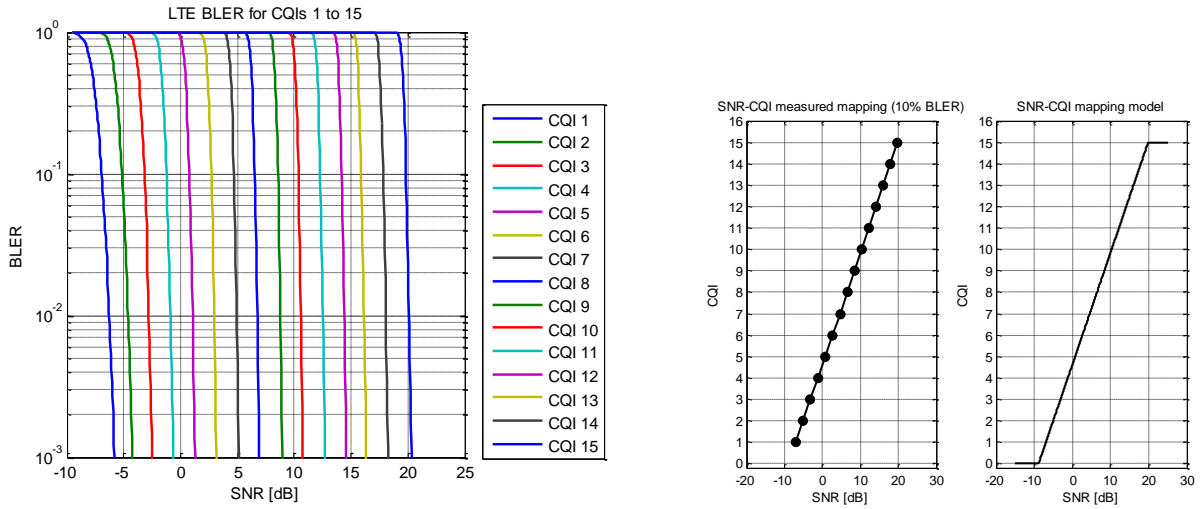 LTE BLER for CQIs 1 to 15
10^0
10^-1
10^-2
10^-3
BLER
-10 -5 0 5 10 15 20 25
SNR [dB]
CQI 1
CQI 2
CQI 3
CQI 4
CQI 5
CQI 6
CQI 7
CQI 8
CQI 9
CQI 10
CQI 11
CQI 12
CQI 13
CQI 14
CQI 15
SNR-CQI measured mapping (10% BLER)
16
15
14
13
12
11
10
9
8
7
6
5
4
3
2
1
0
CQI
-20 -10 0 10 20 30
SNR [dB]
SNR-CQI mapping model
16
15
14
13
12
11
10
9
8
7
6
5
4
3
2
1
0
CQI
-20 -10 0 10 20 30
SNR [dB]